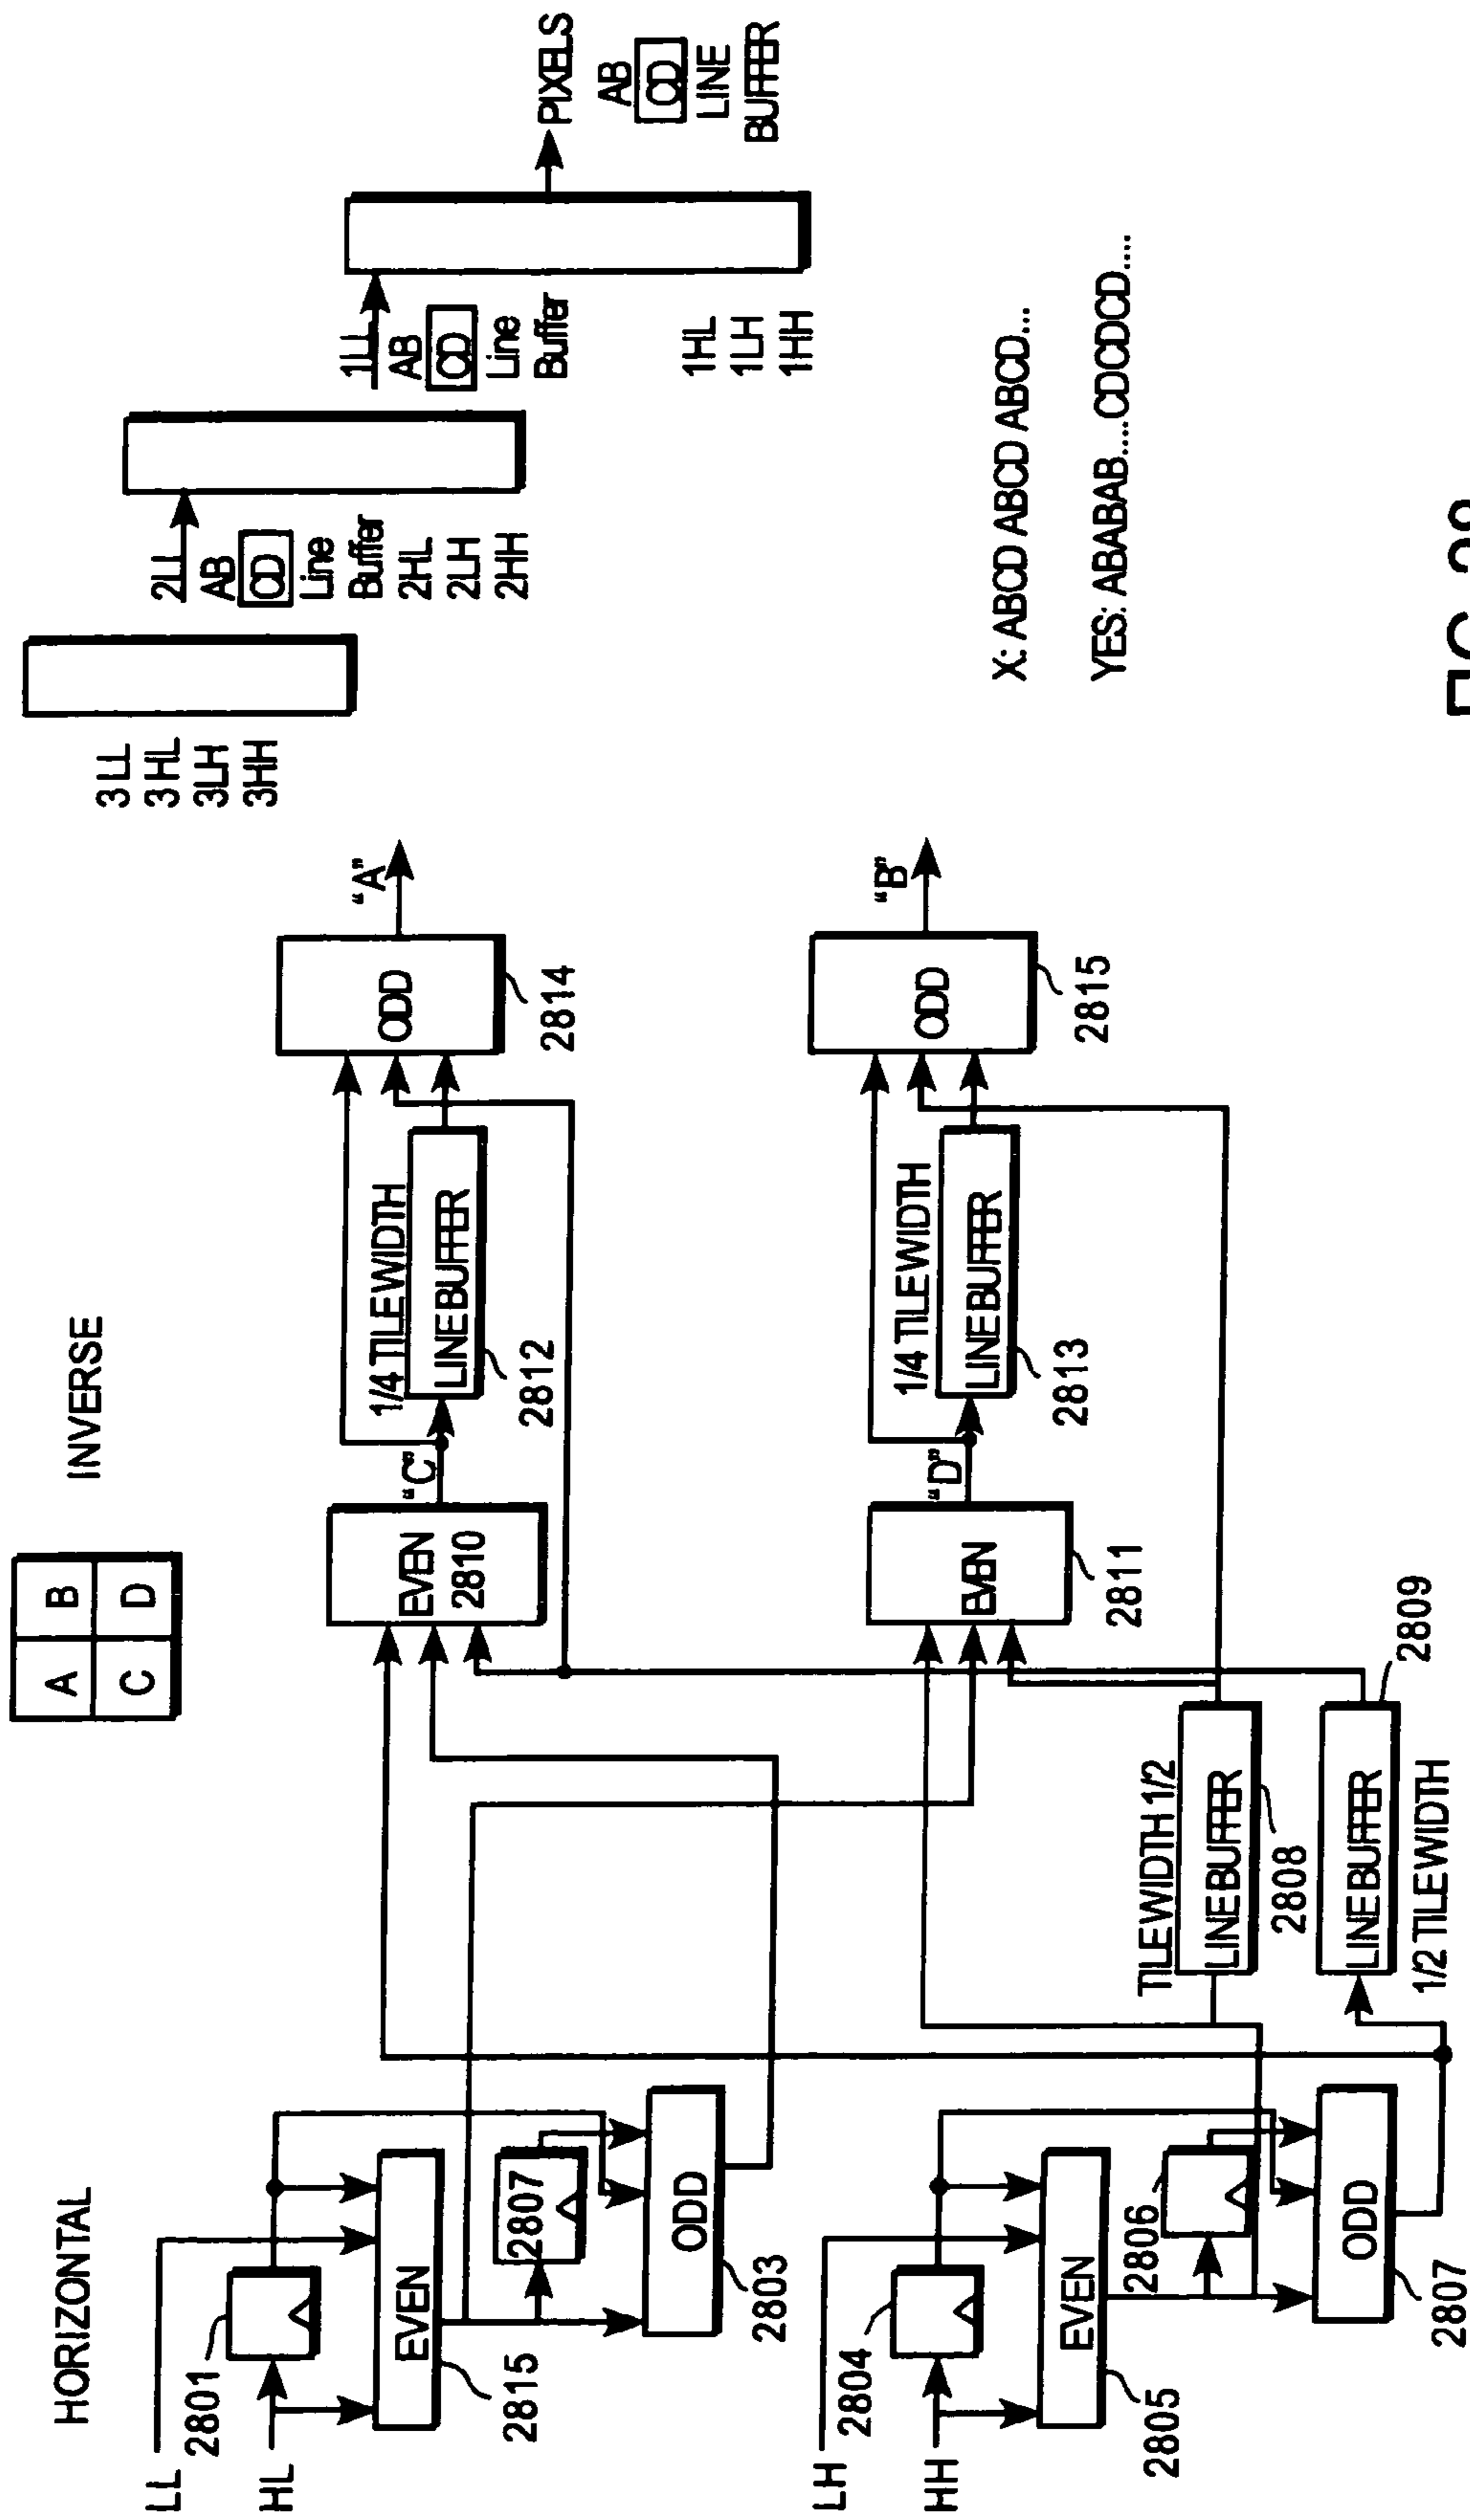 HORIZONTAL
INVERSE
A B
C D
LL
2801
HL
EVEN
2815
2807
ODD
2803
LH
2804
HH
EVEN
2805
2806
ODD
2807
TILEWIDTH 1/2
LINEBUFFER
2808
LINEBUFFER
2809
1/2 TILEWIDTH
EVEN
2810
"C"
1/4 TILEWIDTH
LINEBUFFER
2812
ODD
2814
"A"
EVEN
2811
"D"
1/4 TILEWIDTH
LINEBUFFER
2813
ODD
2815
"B"
3LL
3HL
3LH
3HH
2LL
AB
CD
Line
Buffer
2HL
2LH
2HH
1LL
AB
CD
Line
Buffer
1HL
1LH
1HH
PIXELS
AB
CD
LINE
BUFFER
X: ABCD ABCD ABCD...
YES: ABABAB....CDCDCD....